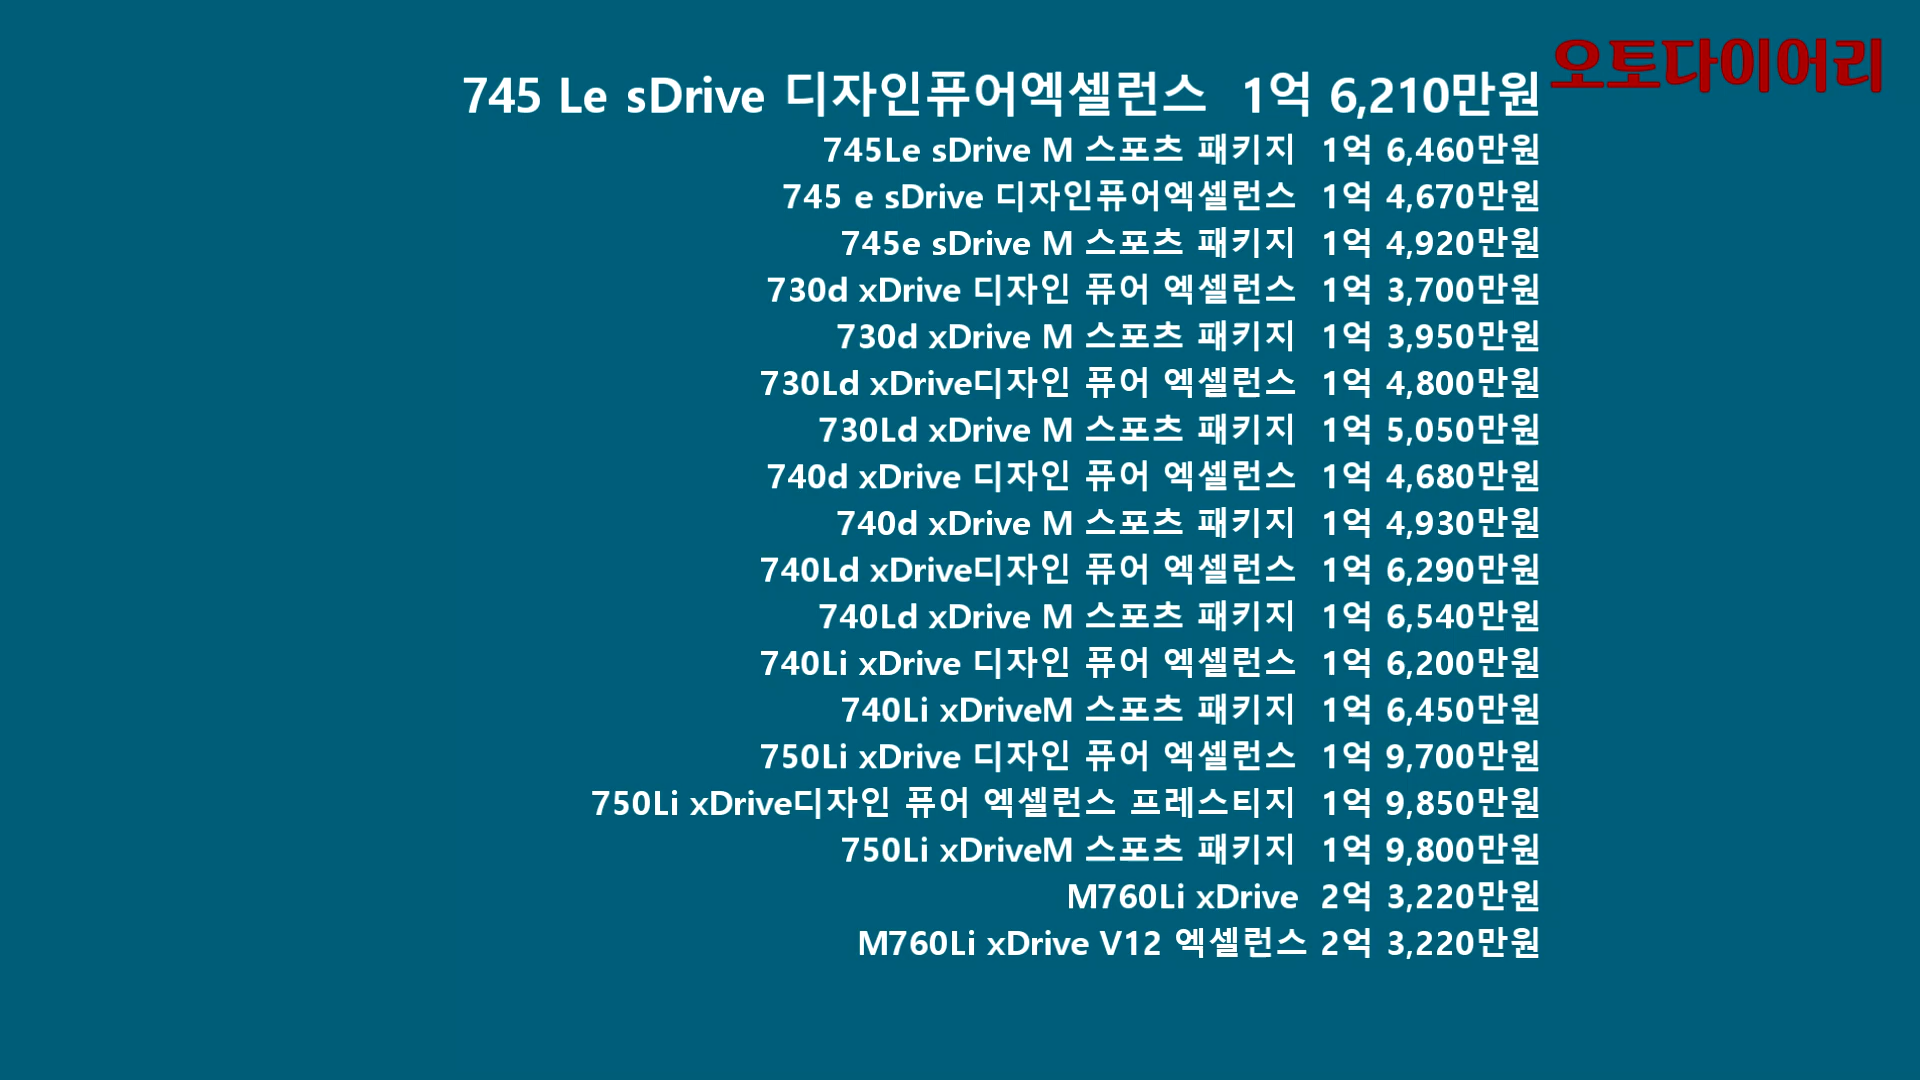 오토다이어리
745 Le sDrive 디자인퓨어엑셀런스 1억 6,210만원
745Le sDrive M 스포츠 패키지 1억 6,460만원
745 e sDrive 디자인퓨어엑셀런스 1억 4,670만원
745e sDrive M 스포츠 패키지 1억 4,920만원
730d xDrive 디자인 퓨어 엑셀런스 1억 3,700만원
730d xDrive M 스포츠 패키지 1억 3,950만원
730Ld xDrive디자인 퓨어 엑셀런스 1억 4,800만원
730Ld xDrive M 스포츠 패키지 1억 5,050만원
740d xDrive 디자인 퓨어 엑셀런스 1억 4,680만원
740d xDrive M 스포츠 패키지 1억 4,930만원
740Ld xDrive디자인 퓨어 엑셀런스 1억 6,290만원
740Ld xDrive M 스포츠 패키지 1억 6,540만원
740Li xDrive 디자인 퓨어 엑셀런스 1억 6,200만원
740Li xDriveM 스포츠 패키지 1억 6,450만원
750Li xDrive 디자인 퓨어 엑셀런스 1억 9,700만원
750Li xDrive디자인 퓨어 엑셀런스 프레스티지 1억 9,850만원
750Li xDriveM 스포츠 패키지 1억 9,800만원
M760Li xDrive 2억 3,220만원
M760Li xDrive V12 엑셀런스 2억 3,220만원